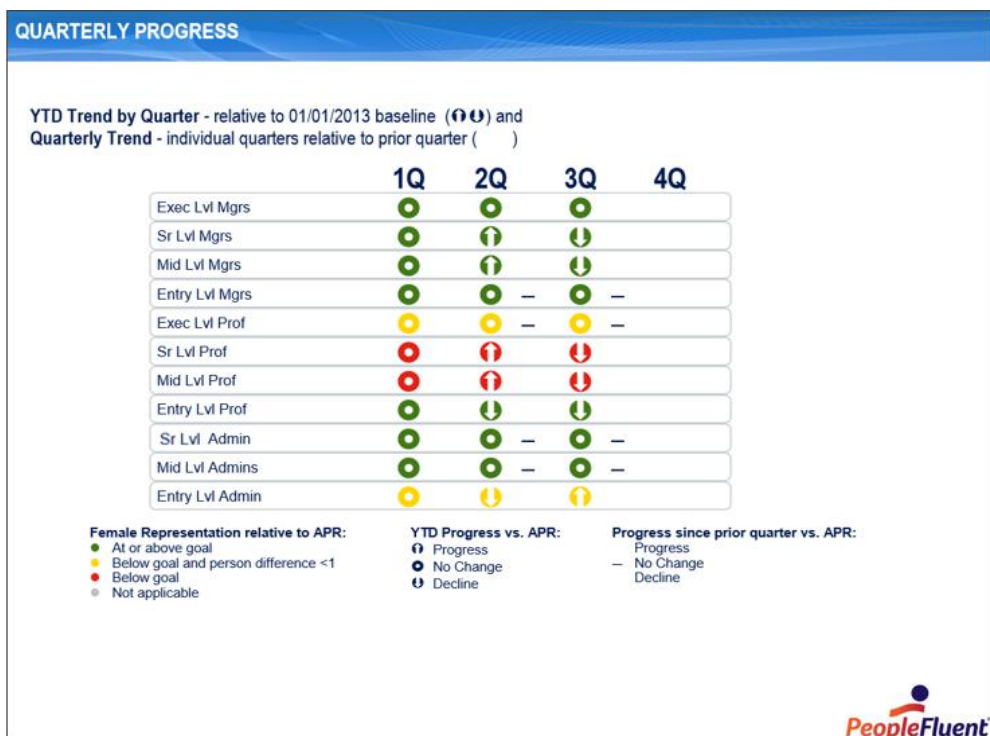 QUARTERLY PROGRESS
YTD Trend by Quarter - relative to 01/01/2013 baseline ( ) and
Quarterly Trend - individual quarters relative to prior quarter ( )
1Q 2Q 3Q 4Q
Exec Lvl Mgrs
Sr Lvl Mgrs
Mid Lvl Mgrs
Entry Lvl Mgrs – –
Exec Lvl Prof – –
Sr Lvl Prof
Mid Lvl Prof
Entry Lvl Prof
Sr Lvl Admin – –
Mid Lvl Admins – –
Entry Lvl Admin
Female Representation relative to APR:
At or above goal
Below goal and person difference <1
Below goal
Not applicable
YTD Progress vs. APR:
Progress
No Change
Decline
Progress since prior quarter vs. APR:
Progress
– No Change
Decline
PeopleFluent